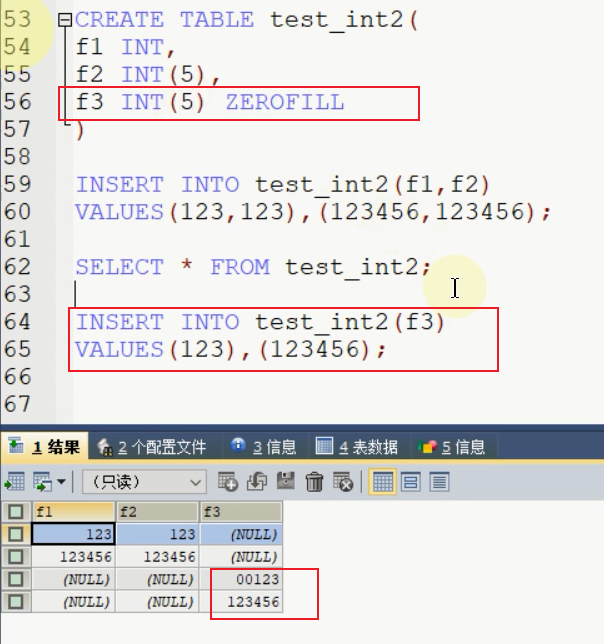 53 CREATE TABLE test_int2(
54 f1 INT,
55 f2 INT(5),
56 f3 INT(5) ZEROFILL
57 )
58
59 INSERT INTO test_int2(f1,f2)
60 VALUES(123,123),(123456,123456);
61
62 SELECT * FROM test_int2;
63
64 INSERT INTO test_int2(f3)
65 VALUES(123),(123456);
66
67
1 结果 2 个配置文件 3 信息 4 表数据 5 信息
(只读)
f1 f2 f3
123 123 (NULL)
123456 123456 (NULL)
(NULL) (NULL) 00123
(NULL) (NULL) 123456